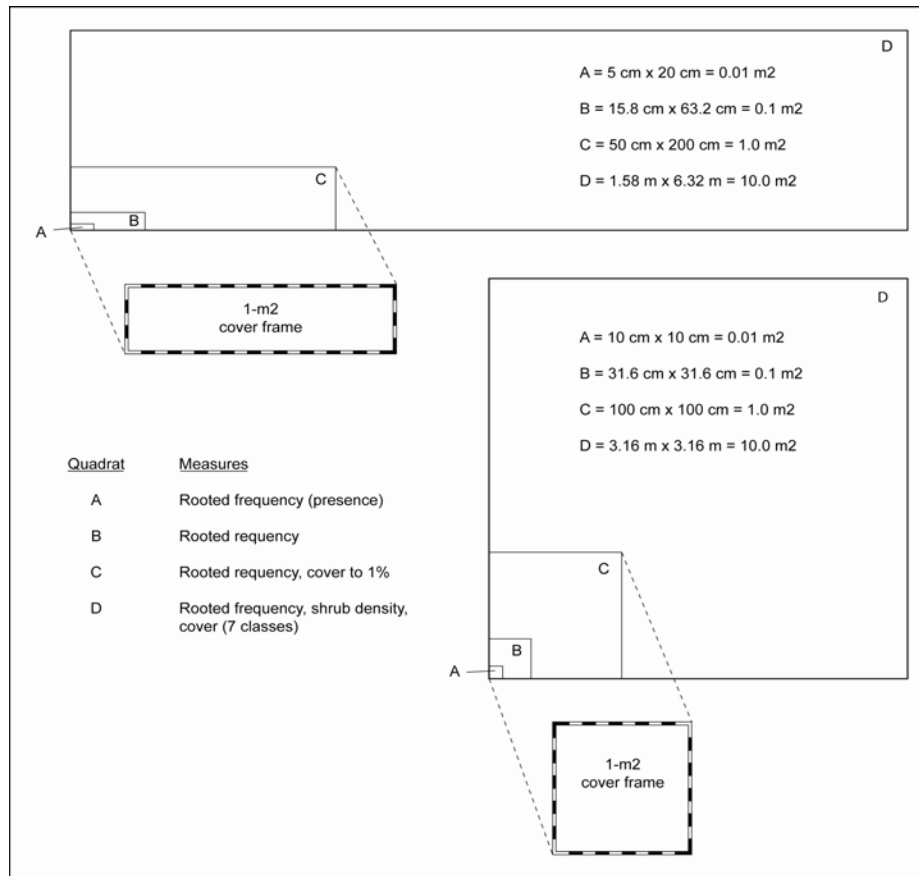 D
A = 5 cm x 20 cm = 0.01 m2
B = 15.8 cm x 63.2 cm = 0.1 m2
C = 50 cm x 200 cm = 1.0 m2
D = 1.58 m x 6.32 m = 10.0 m2
C
B
A
1-m2
cover frame
D
A = 10 cm x 10 cm = 0.01 m2
B = 31.6 cm x 31.6 cm = 0.1 m2
C = 100 cm x 100 cm = 1.0 m2
D = 3.16 m x 3.16 m = 10.0 m2
Quadrat Measures
A Rooted frequency (presence)
B Rooted requency
C Rooted requency, cover to 1%
D Rooted frequency, shrub density,
cover (7 classes)
C
B
A
1-m2
cover frame